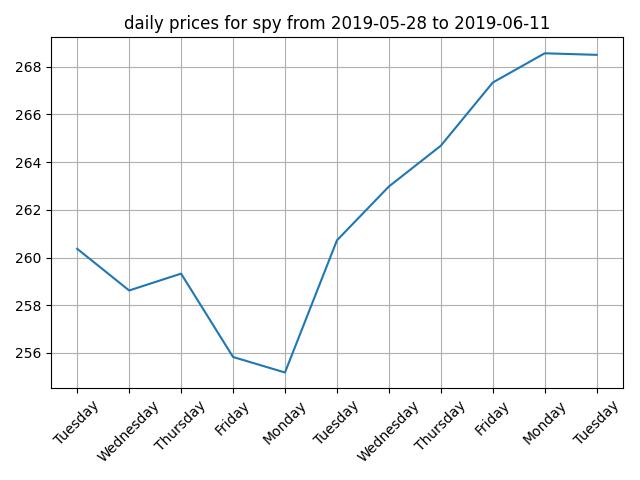 daily prices for spy from 2019-05-28 to 2019-06-11
268
266
264
262
260
258
256
Tuesday
Wednesday
Thursday
Friday
Monday
Tuesday
Wednesday
Thursday
Friday
Monday
Tuesday